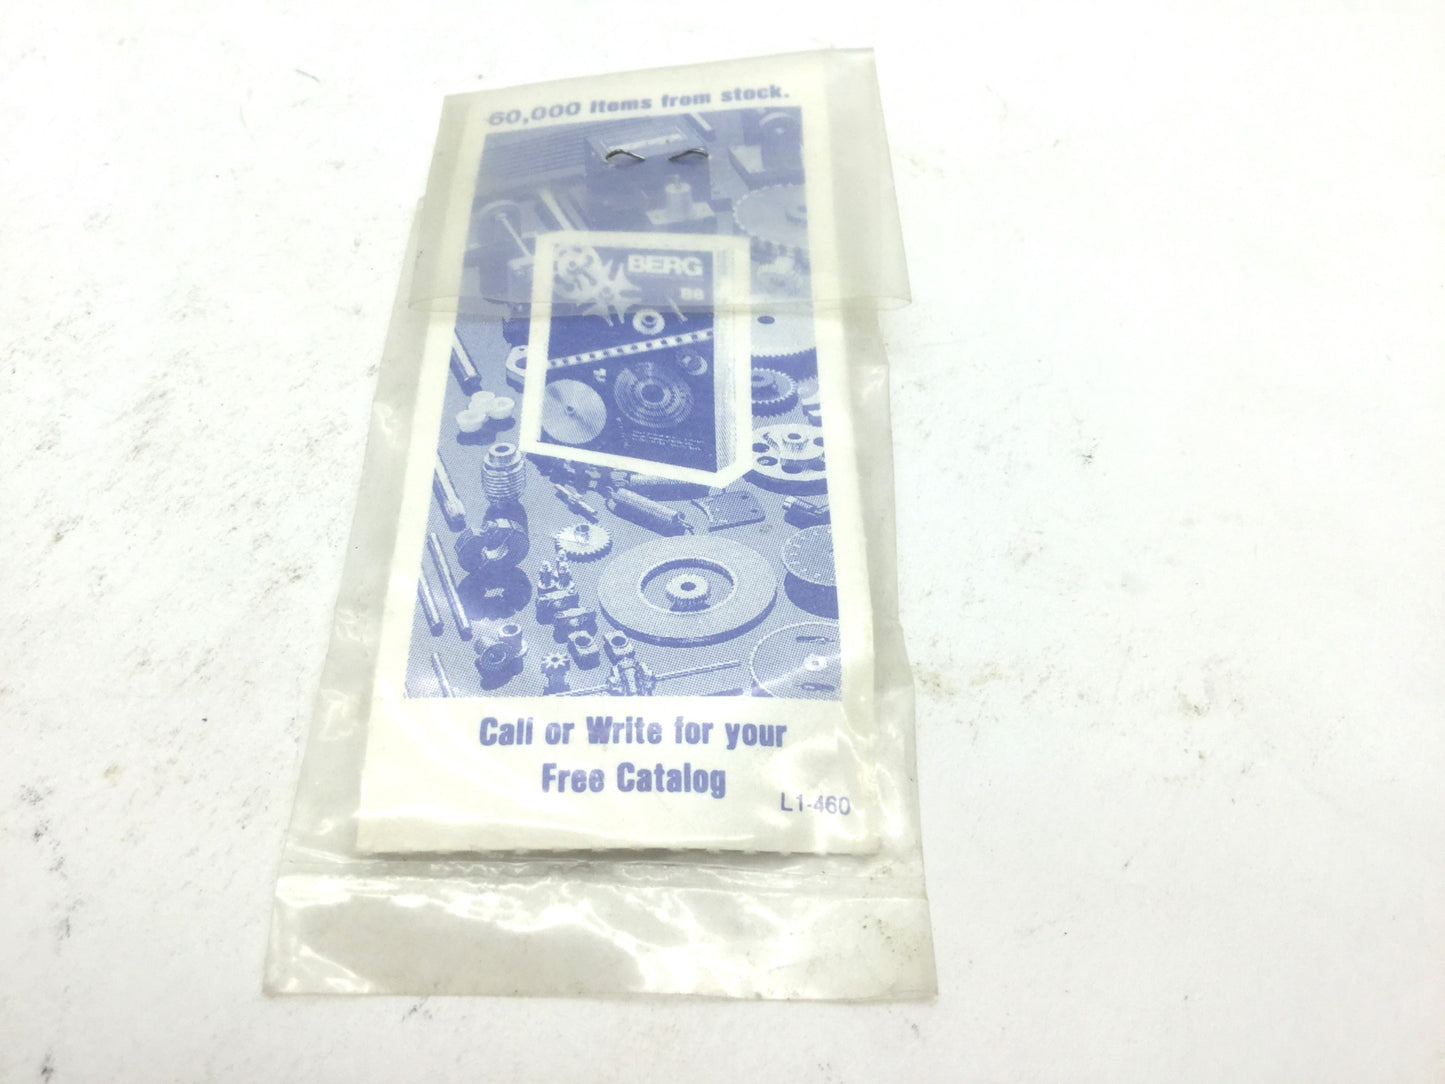 60,000 items from stock.
BERG
Call or Write for your
Free Catalog
L1-460